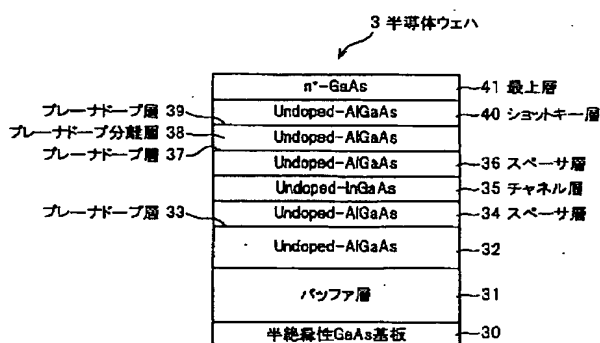 3 半導体ウェハ
n⁺-GaAs 41 最上層
プレーナドープ層 39 Undoped-AlGaAs 40 ショットキー層
プレーナドープ分離層 38 Undoped-AlGaAs
プレーナドープ層 37
Undoped-AlGaAs 36 スペーサ層
Undoped-InGaAs 35 チャネル層
プレーナドープ層 33 Undoped-AlGaAs 34 スペーサ層
Undoped-AlGaAs 32
バッファ層 31
半絶縁性GaAs基板 30